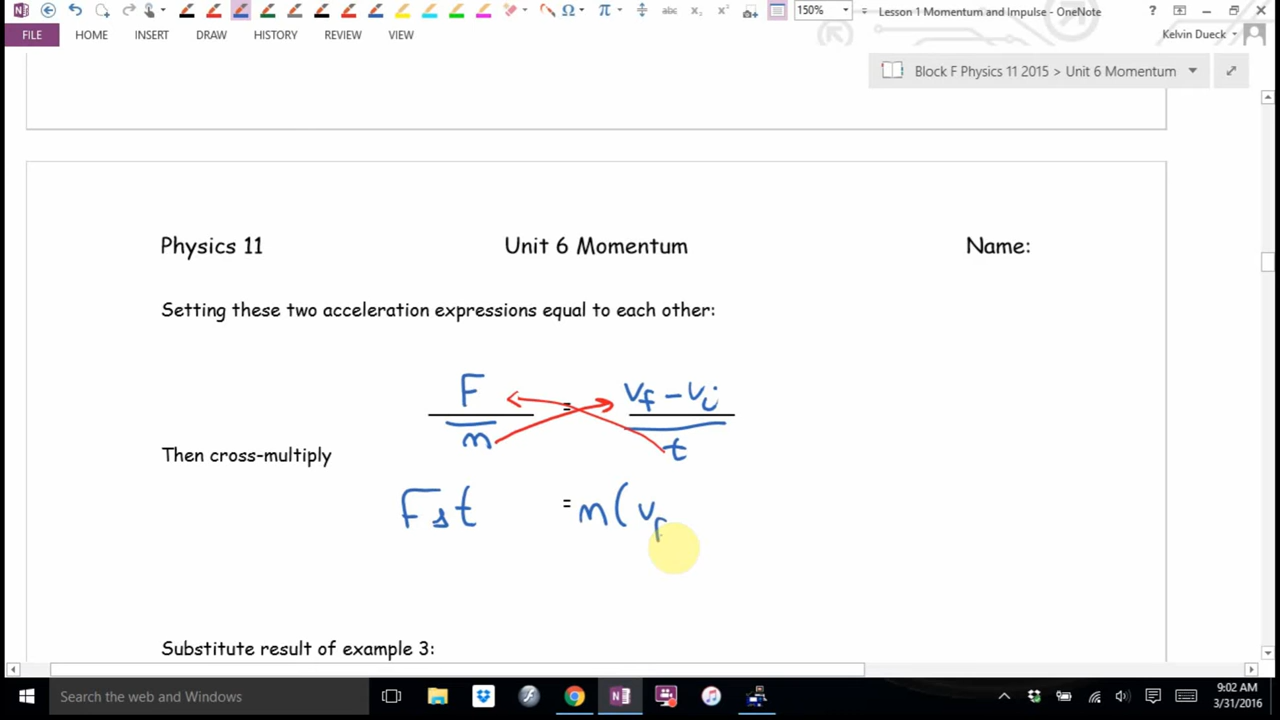 150% Lesson 1 Momentum and Impulse - OneNote ?
FILE HOME INSERT DRAW HISTORY REVIEW VIEW Kelvin Dueck
Block F Physics 11 2015 > Unit 6 Momentum
Physics 11 Unit 6 Momentum Name:
Setting these two acceleration expressions equal to each other:
F = vf - vi
m t
Then cross-multiply
F s t = m ( vf
Substitute result of example 3:
Search the web and Windows
9:02 AM
3/31/2016